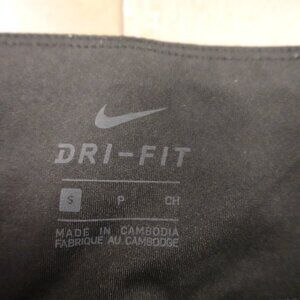 DRI-FIT
S P CH
MADE IN CAMBODIA
FABRIQUE AU CAMBODGE